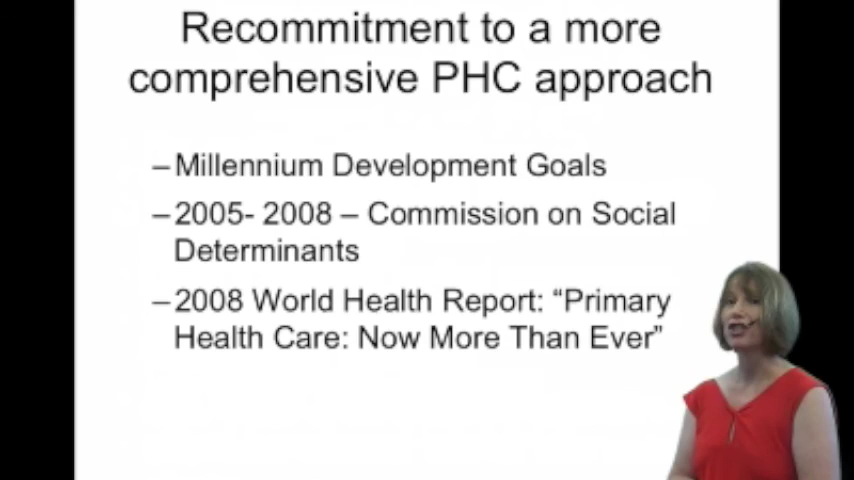 Recommitment to a more
comprehensive PHC approach
– Millennium Development Goals
– 2005- 2008 – Commission on Social
Determinants
– 2008 World Health Report: “Primary
Health Care: Now More Than Ever”